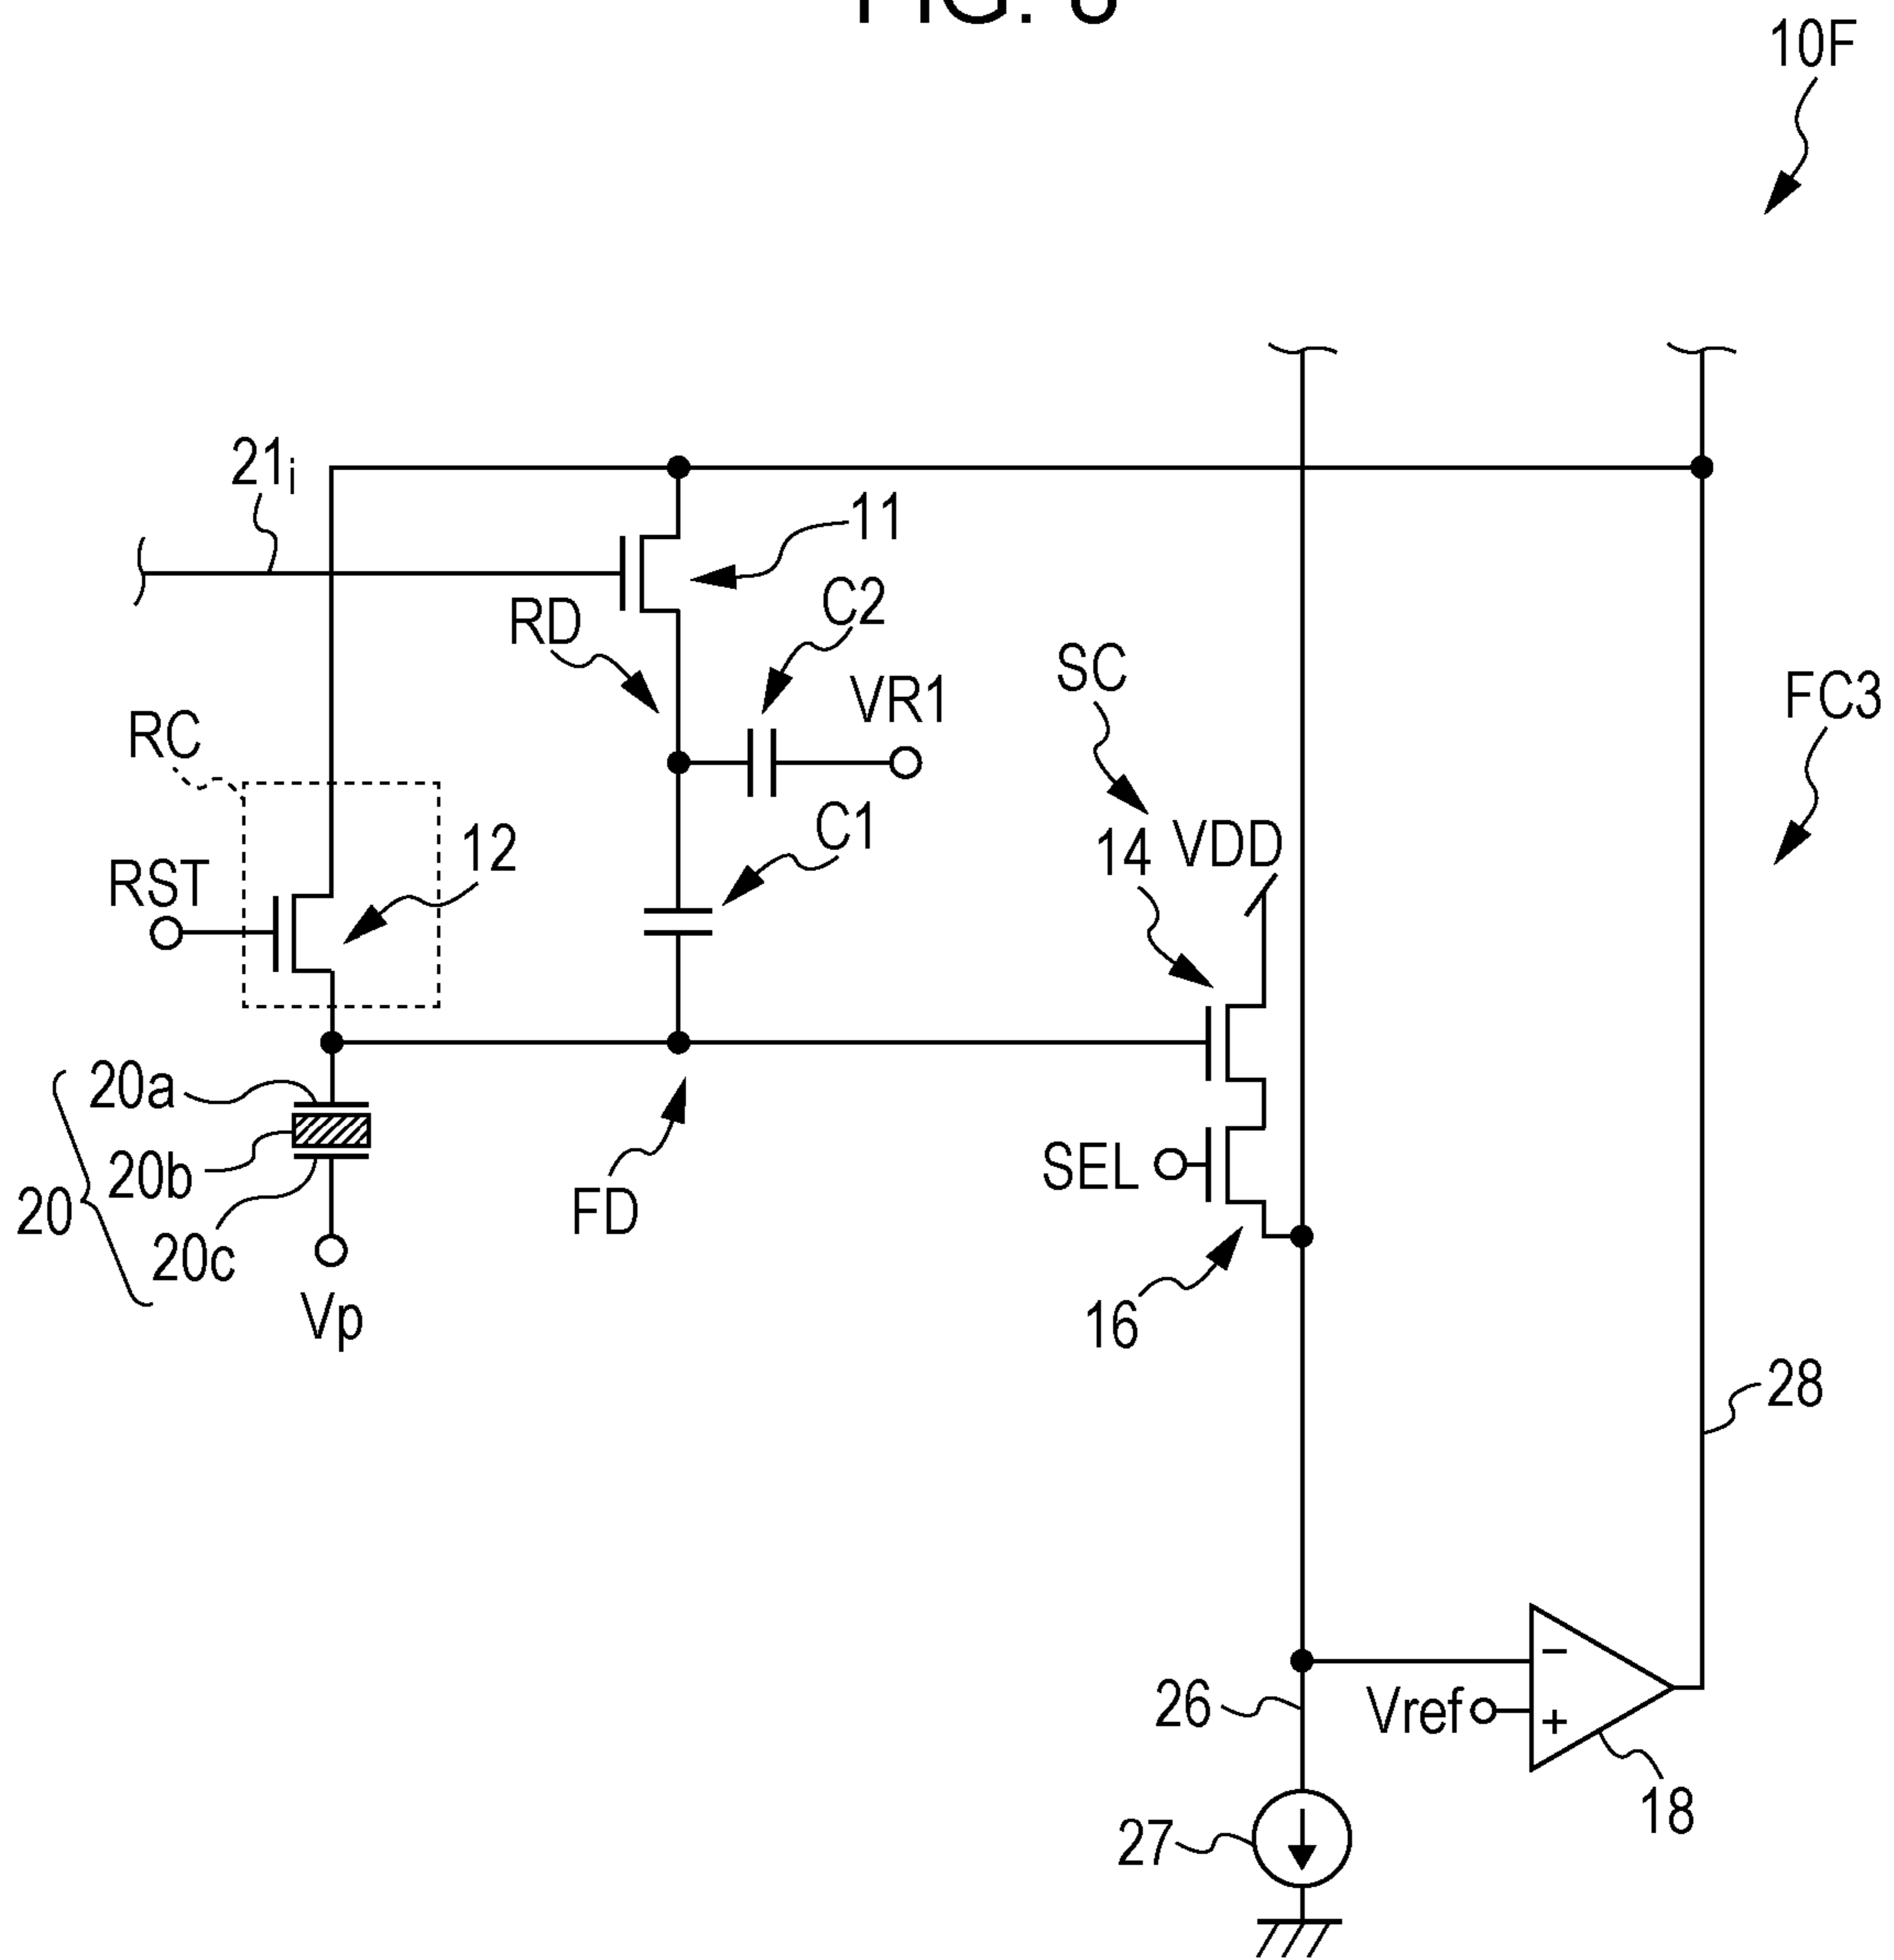 FIG.
10F
21i
11
RD
C2
SC
VR1
FC3
RC
C1
RST
12
14
VDD
20a
20b
20
20c
Vp
FD
SEL
16
28
26
Vref
−
+
18
27